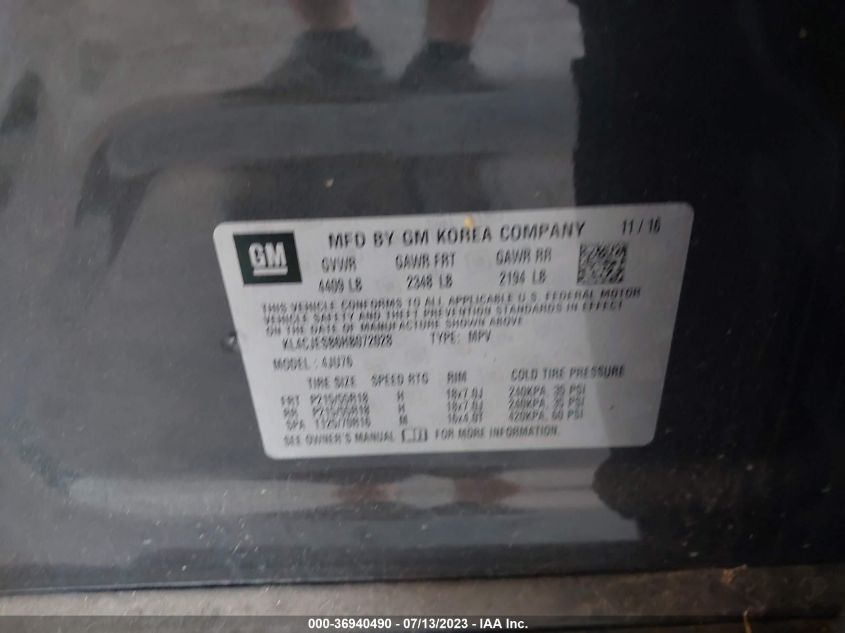 GM
MFD BY GM KOREA COMPANY 11/16
GVWR GAWR FRT GAWR RR
4409 LB 2348 LB 2194 LB
THIS VEHICLE CONFORMS TO ALL APPLICABLE U.S. FEDERAL MOTOR
VEHICLE SAFETY AND THEFT PREVENTION STANDARDS IN EFFECT
ON THE DATE OF MANUFACTURE SHOWN ABOVE
TYPE: MPV
MODEL: 4JU76
TIRE SIZE SPEED RTG RIM COLD TIRE PRESSURE
FRT P215/55R18 H 18x7.0J 240KPA, 35 PSI
RR P215/55R18 H 18x7.0J 240KPA, 35 PSI
SPA T125/70R16 M 16x4.0T 420KPA, 60 PSI
SEE OWNER'S MANUAL FOR MORE INFORMATION.
000-36940490 - 07/13/2023 - IAA Inc.